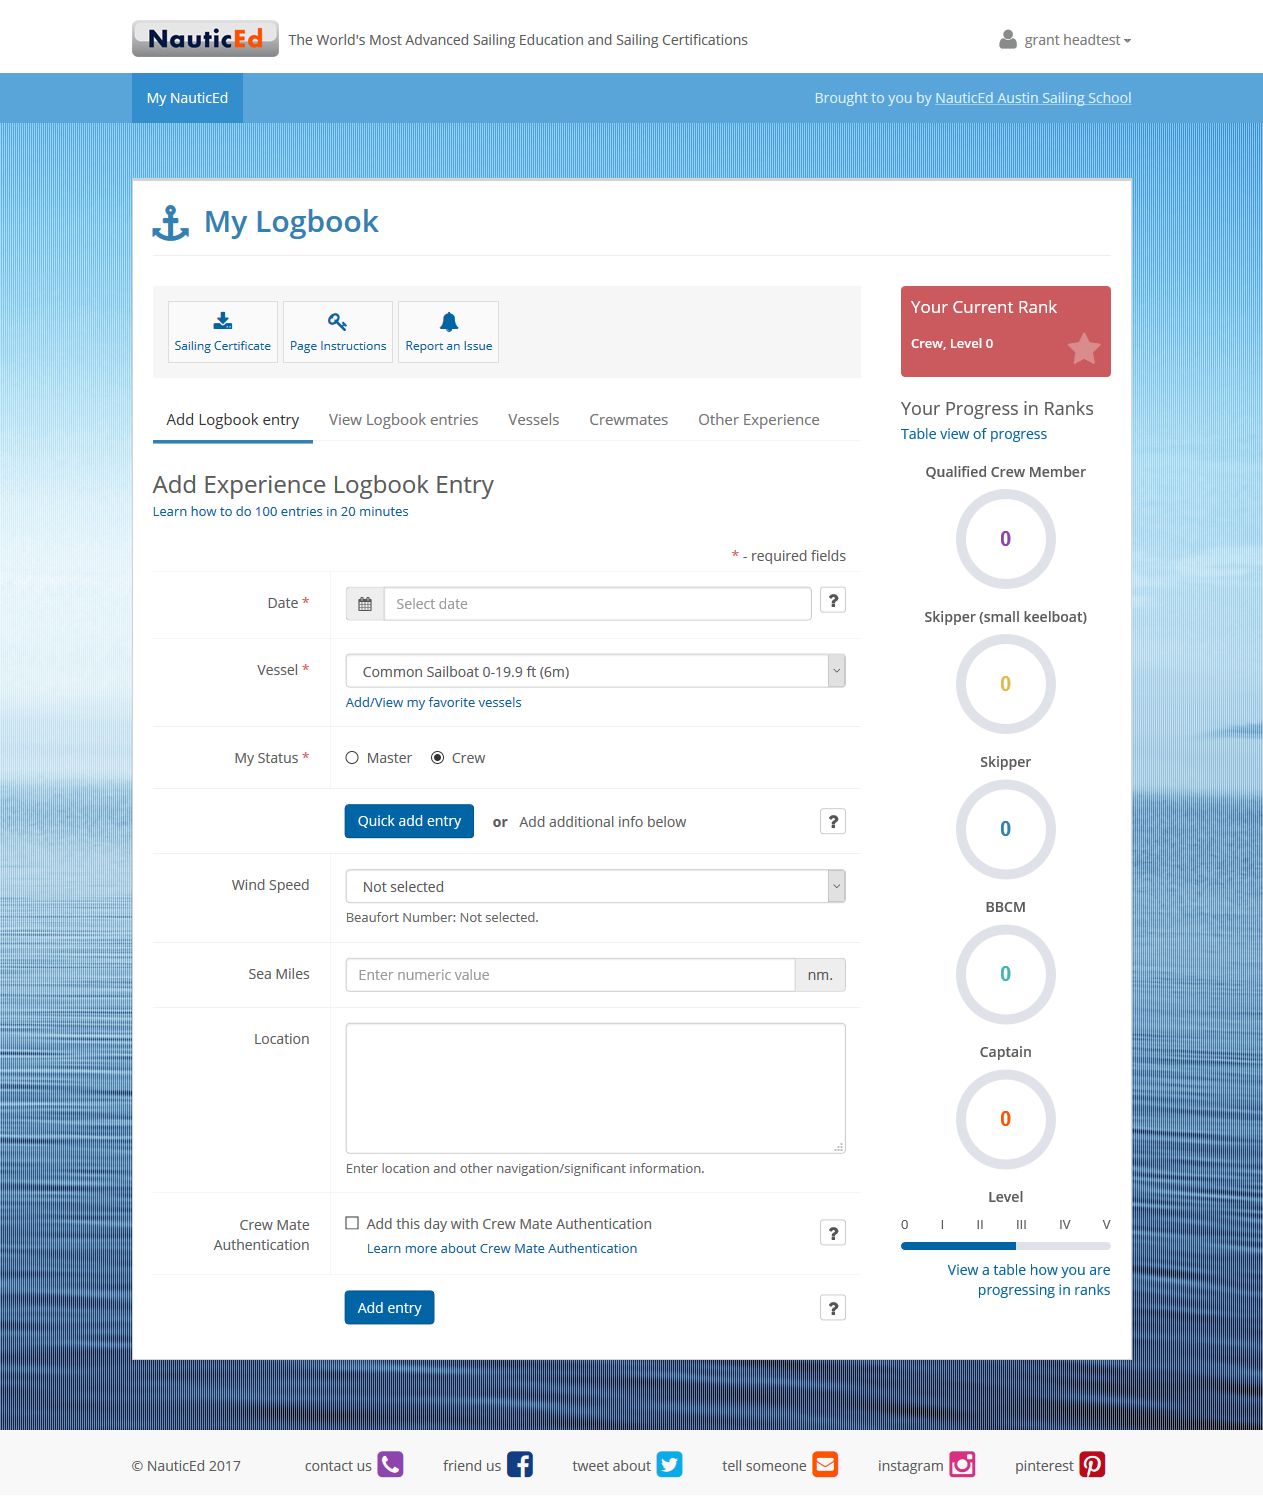 NauticEd The World's Most Advanced Sailing Education and Sailing Certifications grant headtest
My NauticEd Brought to you by NauticEd Austin Sailing School
My Logbook
Sailing Certificate Page Instructions Report an Issue
Add Logbook entry View Logbook entries Vessels Crewmates Other Experience
Add Experience Logbook Entry
Learn how to do 100 entries in 20 minutes
* - required fields
Date * Select date ?
Vessel * Common Sailboat 0-19.9 ft (6m)
Add/View my favorite vessels
My Status * Master Crew
Quick add entry or Add additional info below ?
Wind Speed Not selected
Beaufort Number: Not selected.
Sea Miles Enter numeric value nm.
Location
Enter location and other navigation/significant information.
Crew Mate
Authentication
Add this day with Crew Mate Authentication ?
Learn more about Crew Mate Authentication
Add entry ?
Your Current Rank
Crew, Level 0
Your Progress in Ranks
Table view of progress
Qualified Crew Member
0
Skipper (small keelboat)
0
Skipper
0
BBCM
0
Captain
0
Level
0 I II III IV V
View a table how you are
progressing in ranks
© NauticEd 2017 contact us friend us tweet about tell someone instagram pinterest